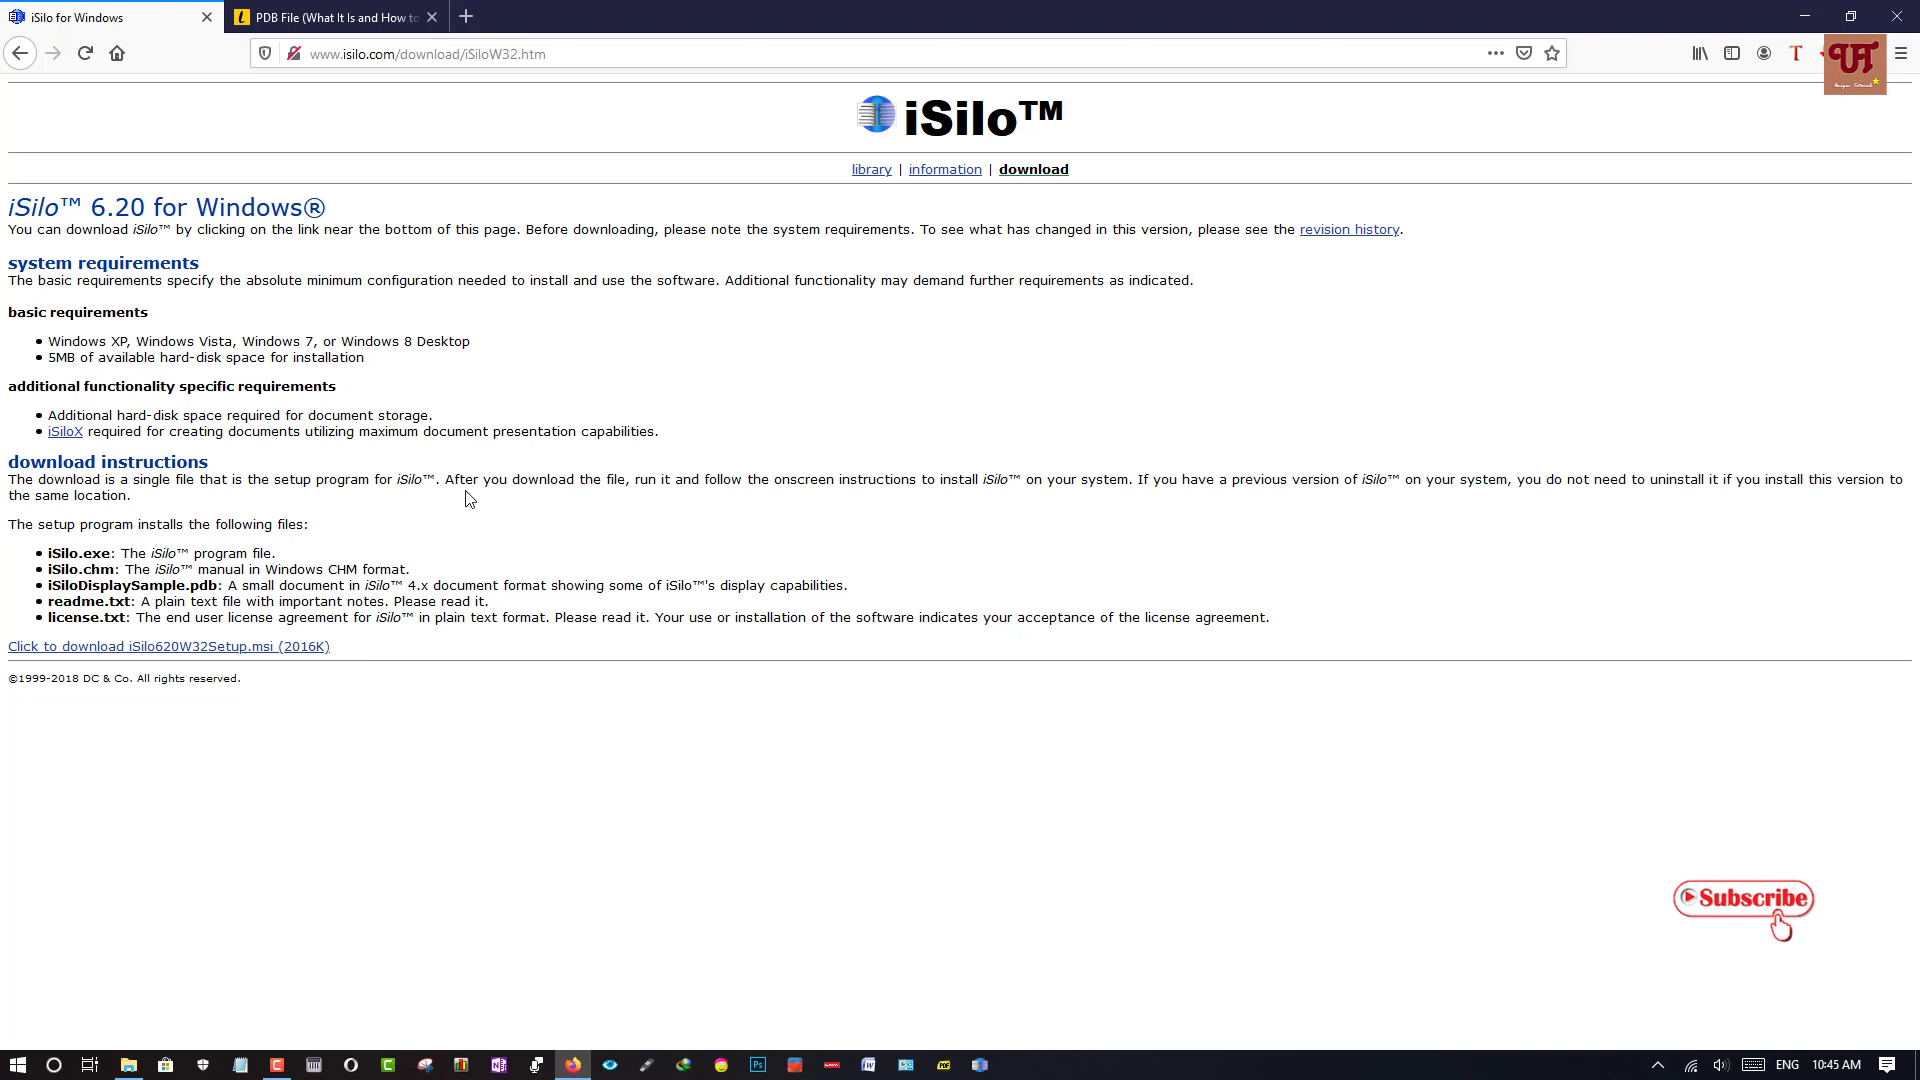 iSilo for Windows
PDB File (What It Is and How to
www.isilo.com/download/iSiloW32.htm
T
UT
iSilo™
library | information | download
iSilo™ 6.20 for Windows®
You can download iSilo™ by clicking on the link near the bottom of this page. Before downloading, please note the system requirements. To see what has changed in this version, please see the revision history.
system requirements
The basic requirements specify the absolute minimum configuration needed to install and use the software. Additional functionality may demand further requirements as indicated.
basic requirements
• Windows XP, Windows Vista, Windows 7, or Windows 8 Desktop
• 5MB of available hard-disk space for installation
additional functionality specific requirements
• Additional hard-disk space required for document storage.
• iSiloX required for creating documents utilizing maximum document presentation capabilities.
download instructions
The download is a single file that is the setup program for iSilo™. After you download the file, run it and follow the onscreen instructions to install iSilo™ on your system. If you have a previous version of iSilo™ on your system, you do not need to uninstall it if you install this version to
the same location.
The setup program installs the following files:
• iSilo.exe: The iSilo™ program file.
• iSilo.chm: The iSilo™ manual in Windows CHM format.
• iSiloDisplaySample.pdb: A small document in iSilo™ 4.x document format showing some of iSilo™'s display capabilities.
• readme.txt: A plain text file with important notes. Please read it.
• license.txt: The end user license agreement for iSilo™ in plain text format. Please read it. Your use or installation of the software indicates your acceptance of the license agreement.
Click to download iSilo620W32Setup.msi (2016K)
©1999-2018 DC & Co. All rights reserved.
Subscribe
ENG
10:45 AM